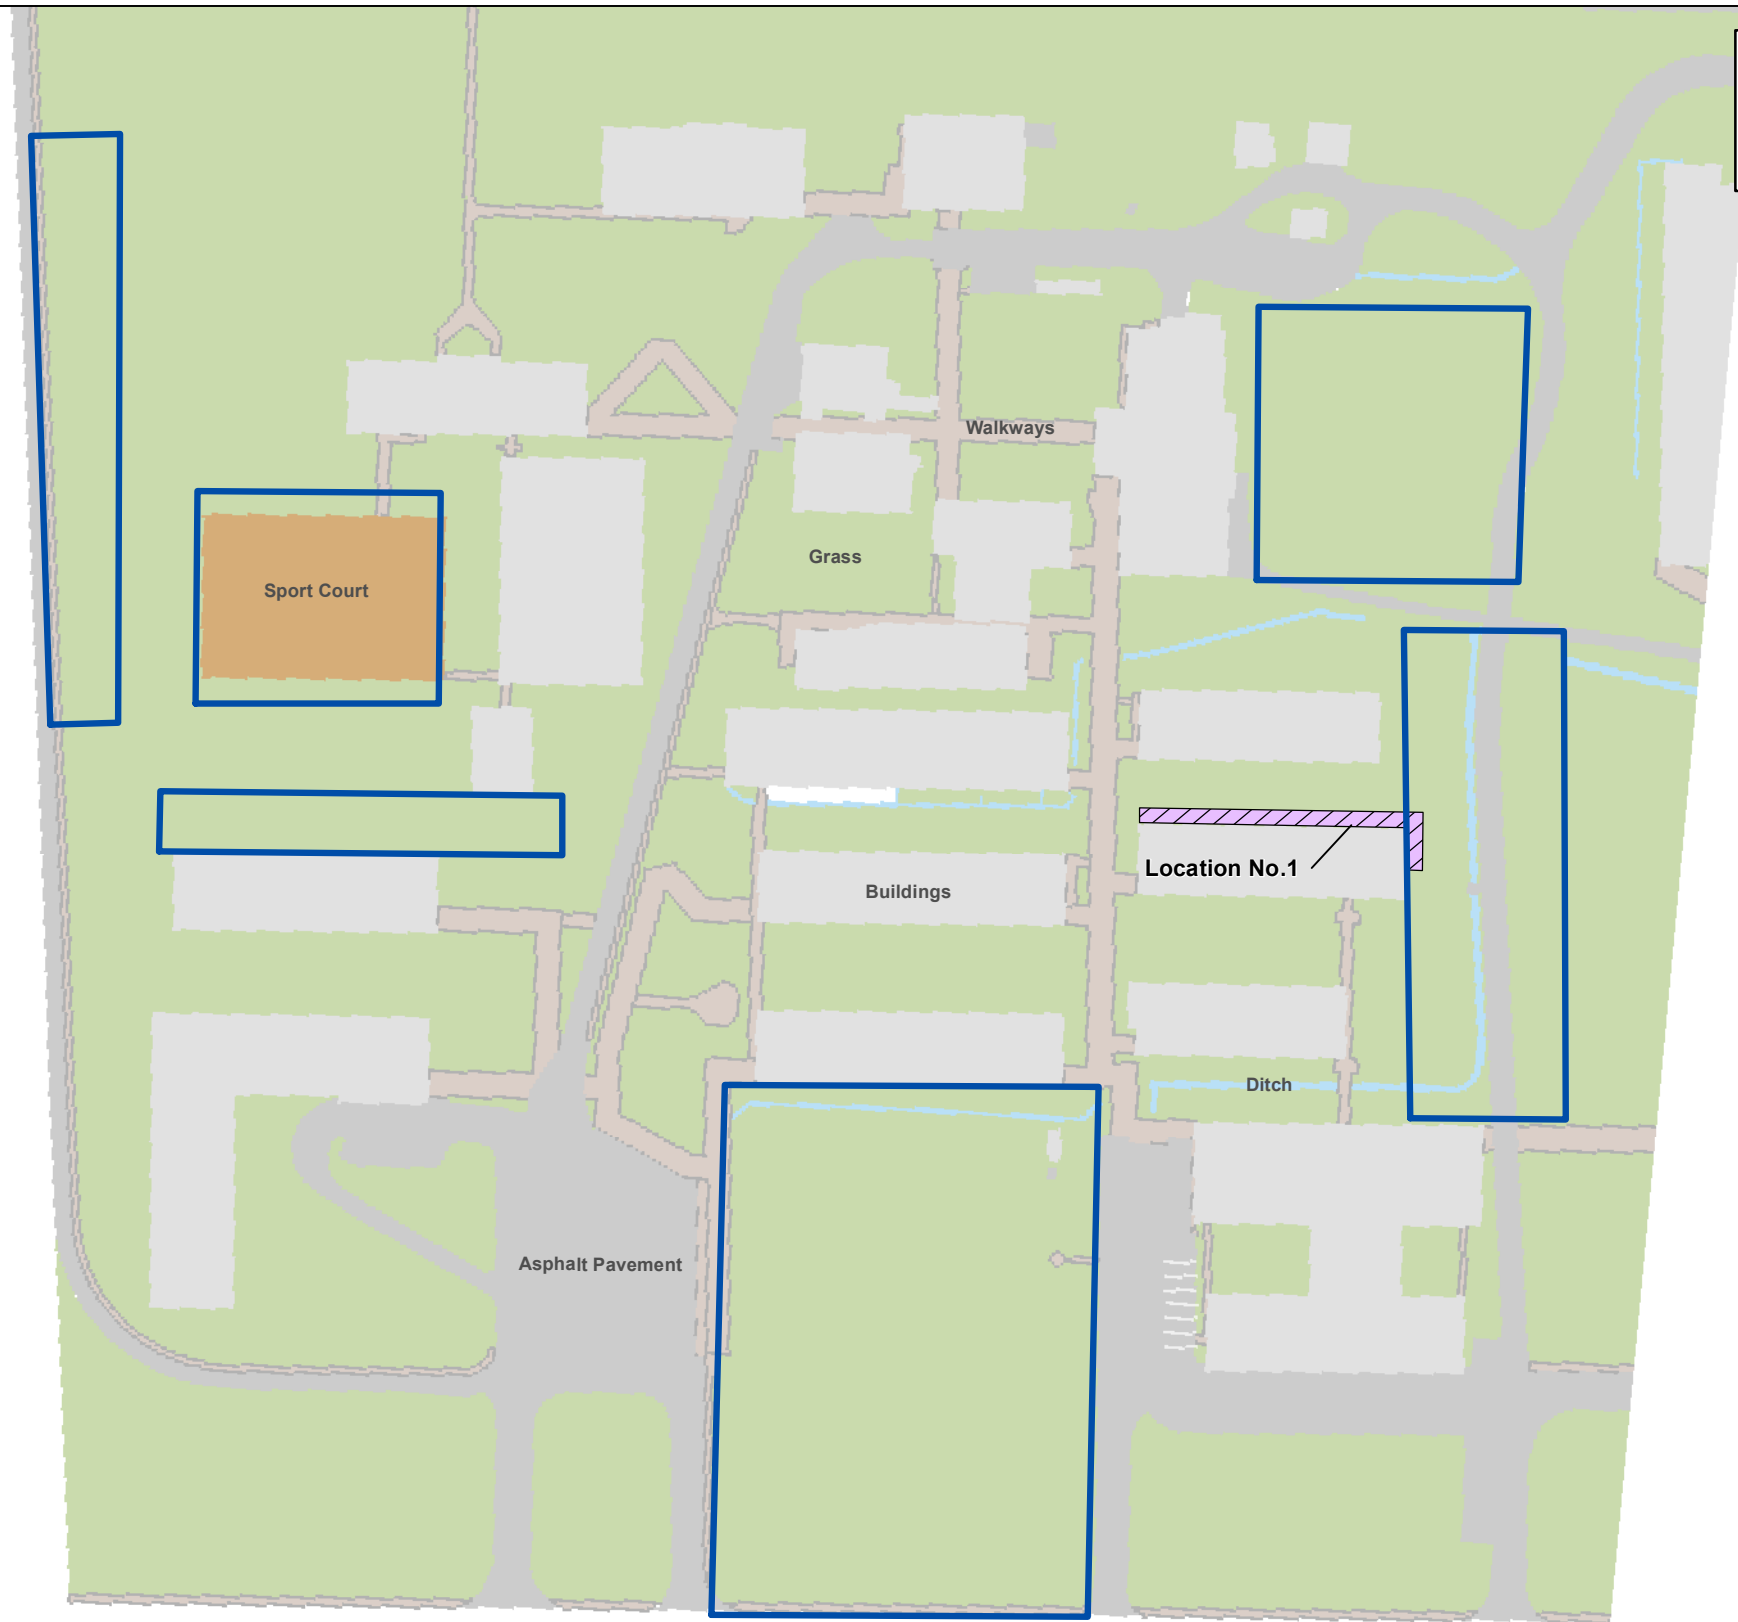 Walkways
Grass
Sport Court
Location No.1
Buildings
Ditch
Asphalt Pavement